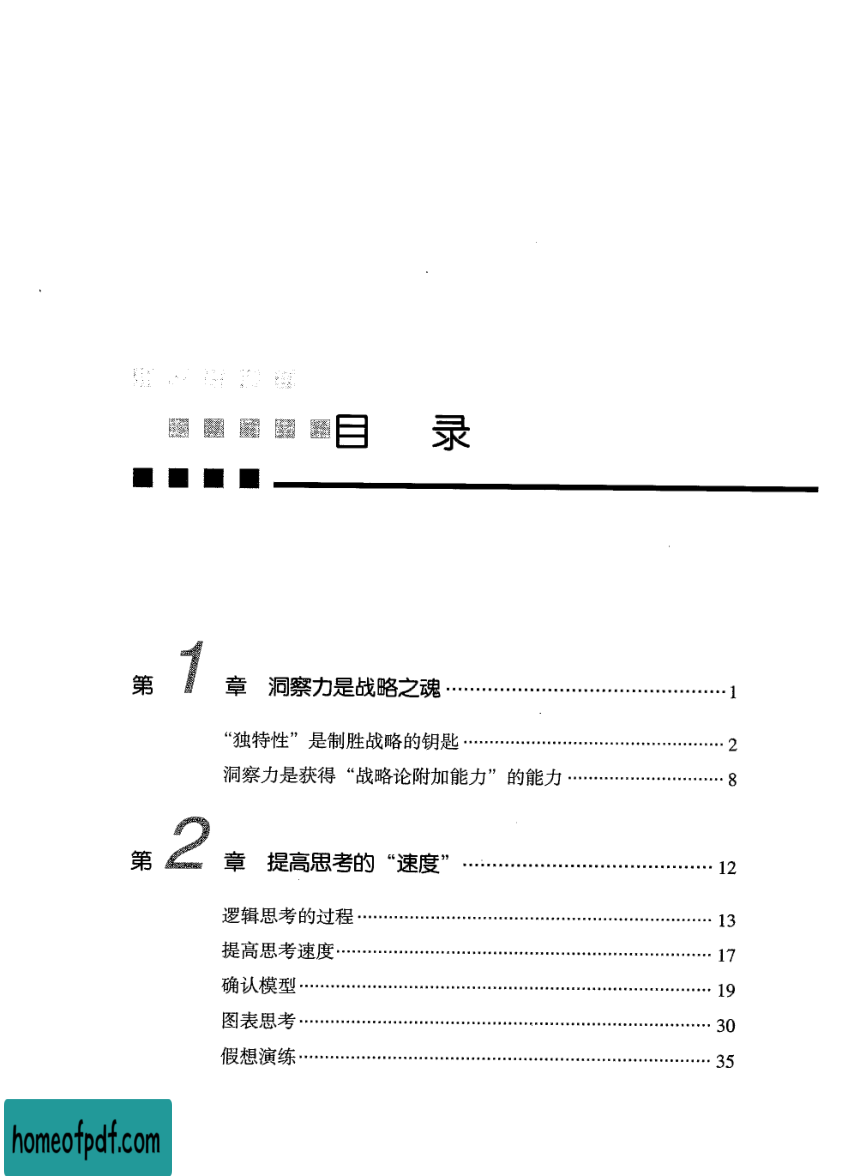 目 录
第1章 洞察力是战略之魂……………………………………1
“独特性”是制胜战略的钥匙……………………………………2
洞察力是获得“战略论附加能力”的能力……………………………8
第2章 提高思考的“速度”……………………………………12
逻辑思考的过程……………………………………………………13
提高思考速度………………………………………………………17
确认模型……………………………………………………………19
图表思考……………………………………………………………30
假想演练……………………………………………………………35
homeofpdf.com